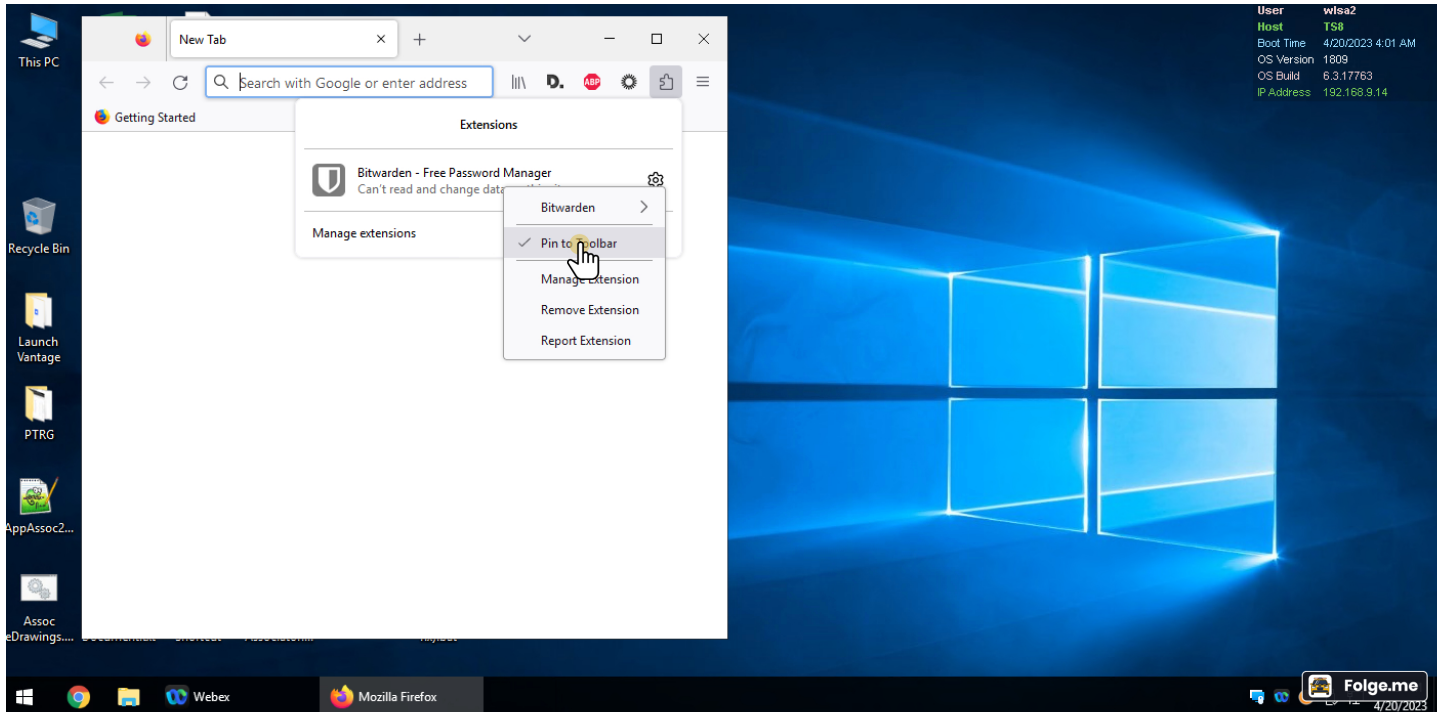 User wlsa2
Host TS8
Boot Time 4/20/2023 4:01 AM
OS Version 1809
OS Build 6.3.17763
IP Address 192.168.9.14
This PC
Recycle Bin
Launch
Vantage
PTRG
AppAssoc2...
Assoc
eDrawings....
New Tab
Search with Google or enter address
D.
ABP
Getting Started
Extensions
Bitwarden - Free Password Manager
Can't read and change data
Manage extensions
Bitwarden
Pin to Toolbar
Manage Extension
Remove Extension
Report Extension
Webex
Mozilla Firefox
Folge.me
4/20/2023